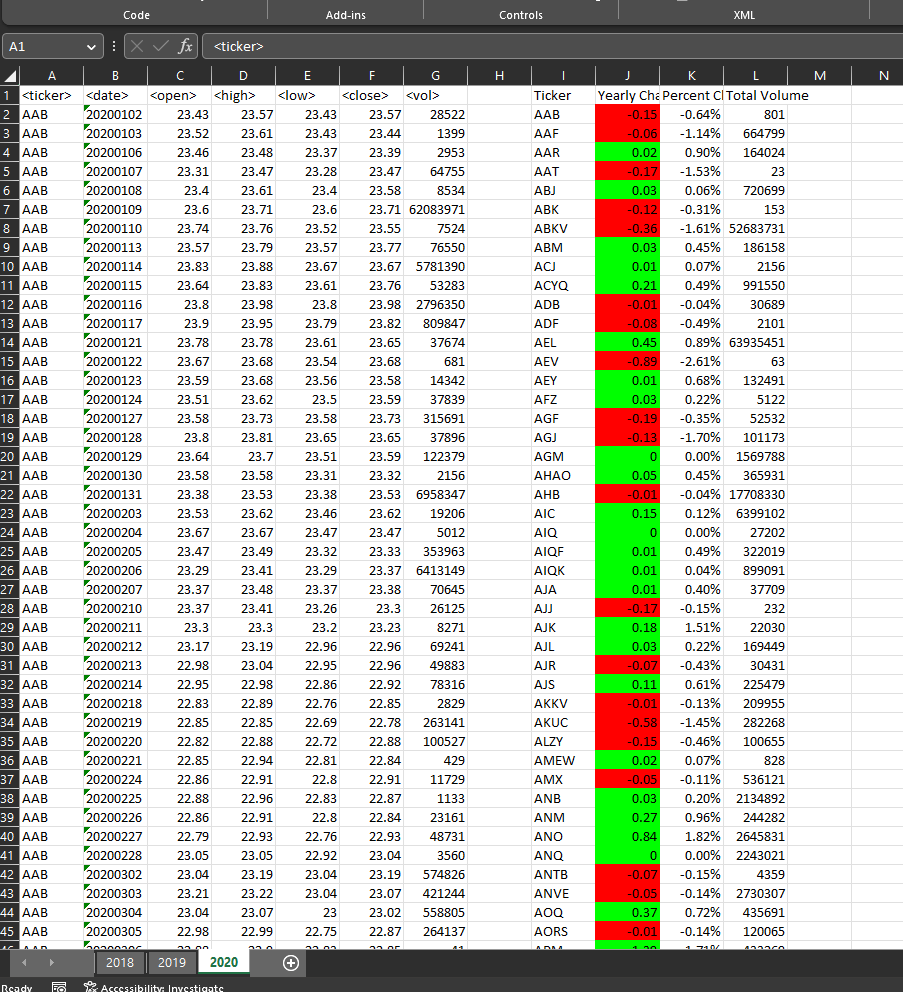 Code Add-ins Controls XML
A1 fx <ticker>
A B C D E F G H I J K L M N
1 <ticker> <date> <open> <high> <low> <close> <vol> Ticker Yearly Cha Percent Cl Total Volume
2 AAB 20200102 23.43 23.57 23.43 23.57 28522 AAB -0.15 -0.64% 801
3 AAB 20200103 23.52 23.61 23.43 23.44 1399 AAF -0.06 -1.14% 664799
4 AAB 20200106 23.46 23.48 23.37 23.39 2953 AAR 0.02 0.90% 164024
5 AAB 20200107 23.31 23.47 23.28 23.47 64755 AAT -0.17 -1.53% 23
6 AAB 20200108 23.4 23.61 23.4 23.58 8534 ABJ 0.03 0.06% 720699
7 AAB 20200109 23.6 23.71 23.6 23.71 62083971 ABK -0.12 -0.31% 153
8 AAB 20200110 23.74 23.76 23.52 23.55 7524 ABKV -0.36 -1.61% 52683731
9 AAB 20200113 23.57 23.79 23.57 23.77 76550 ABM 0.03 0.45% 186158
10 AAB 20200114 23.83 23.88 23.67 23.67 5781390 ACJ 0.01 0.07% 2156
11 AAB 20200115 23.64 23.83 23.61 23.76 53283 ACYQ 0.21 0.49% 991550
12 AAB 20200116 23.8 23.98 23.8 23.98 2796350 ADB -0.01 -0.04% 30689
13 AAB 20200117 23.9 23.95 23.79 23.82 809847 ADF -0.08 -0.49% 2101
14 AAB 20200121 23.78 23.78 23.61 23.65 37674 AEL 0.45 0.89% 63935451
15 AAB 20200122 23.67 23.68 23.54 23.68 681 AEV -0.89 -2.61% 63
16 AAB 20200123 23.59 23.68 23.56 23.58 14342 AEY 0.01 0.68% 132491
17 AAB 20200124 23.51 23.62 23.5 23.59 37839 AFZ 0.03 0.22% 5122
18 AAB 20200127 23.58 23.73 23.58 23.73 315691 AGF -0.19 -0.35% 52532
19 AAB 20200128 23.8 23.81 23.65 23.65 37896 AGJ -0.13 -1.70% 101173
20 AAB 20200129 23.64 23.7 23.51 23.59 122379 AGM 0 0.00% 1569788
21 AAB 20200130 23.58 23.58 23.31 23.32 2156 AHAO 0.05 0.45% 365931
22 AAB 20200131 23.38 23.53 23.38 23.53 6958347 AHB -0.01 -0.04% 17708330
23 AAB 20200203 23.53 23.62 23.46 23.62 19206 AIC 0.15 0.12% 6399102
24 AAB 20200204 23.67 23.67 23.47 23.47 5012 AIQ 0 0.00% 27202
25 AAB 20200205 23.47 23.49 23.32 23.33 353963 AIQF 0.01 0.49% 322019
26 AAB 20200206 23.29 23.41 23.29 23.37 6413149 AIQK 0.01 0.04% 899091
27 AAB 20200207 23.37 23.48 23.37 23.38 70645 AJA 0.01 0.40% 37709
28 AAB 20200210 23.37 23.41 23.26 23.3 26125 AJJ -0.17 -0.15% 232
29 AAB 20200211 23.3 23.3 23.2 23.23 8271 AJK 0.18 1.51% 22030
30 AAB 20200212 23.17 23.19 22.96 22.96 69241 AJL 0.03 0.22% 169449
31 AAB 20200213 22.98 23.04 22.95 22.96 49883 AJR -0.07 -0.43% 30431
32 AAB 20200214 22.95 22.98 22.86 22.92 78316 AJS 0.11 0.61% 225479
33 AAB 20200218 22.83 22.89 22.76 22.85 2829 AKKV -0.01 -0.13% 209955
34 AAB 20200219 22.85 22.85 22.69 22.78 263141 AKUC -0.58 -1.45% 282268
35 AAB 20200220 22.82 22.88 22.72 22.88 100527 ALZY -0.15 -0.46% 100655
36 AAB 20200221 22.85 22.94 22.81 22.84 429 AMEW 0.02 0.07% 828
37 AAB 20200224 22.86 22.91 22.8 22.91 11729 AMX -0.05 -0.11% 536121
38 AAB 20200225 22.88 22.96 22.83 22.87 1133 ANB 0.03 0.20% 2134892
39 AAB 20200226 22.86 22.91 22.8 22.84 23161 ANM 0.27 0.96% 244282
40 AAB 20200227 22.79 22.93 22.76 22.93 48731 ANO 0.84 1.82% 2645831
41 AAB 20200228 23.05 23.05 22.92 23.04 3560 ANQ 0 0.00% 2243021
42 AAB 20200302 23.04 23.19 23.04 23.19 574826 ANTB -0.07 -0.15% 4359
43 AAB 20200303 23.21 23.22 23.04 23.07 421244 ANVE -0.05 -0.14% 2730307
44 AAB 20200304 23.04 23.07 23 23.02 558805 AOQ 0.37 0.72% 435691
45 AAB 20200305 22.98 22.99 22.75 22.87 264137 AORS -0.01 -0.14% 120065
2018 2019 2020
Ready Accessibility: Investigate